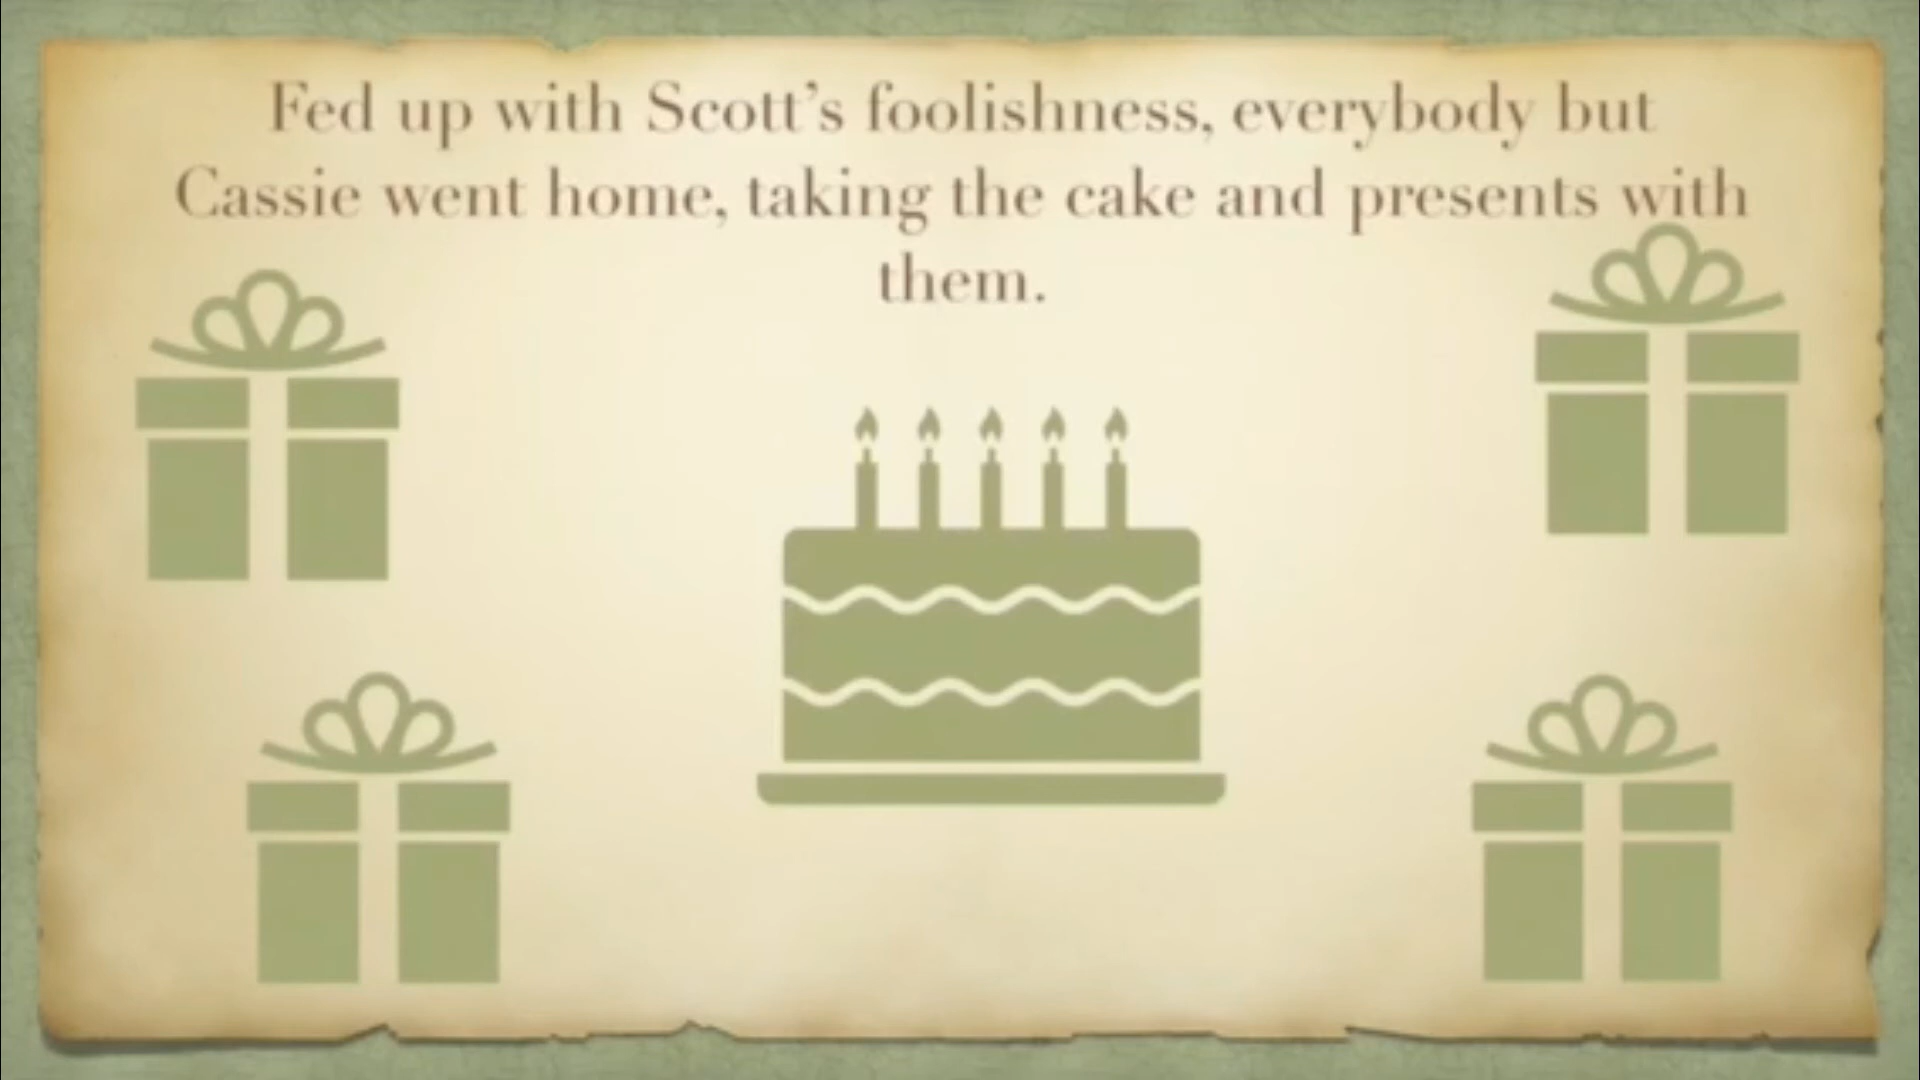 Fed up with Scott’s foolishness, everybody but
Cassie went home, taking the cake and presents with
them.